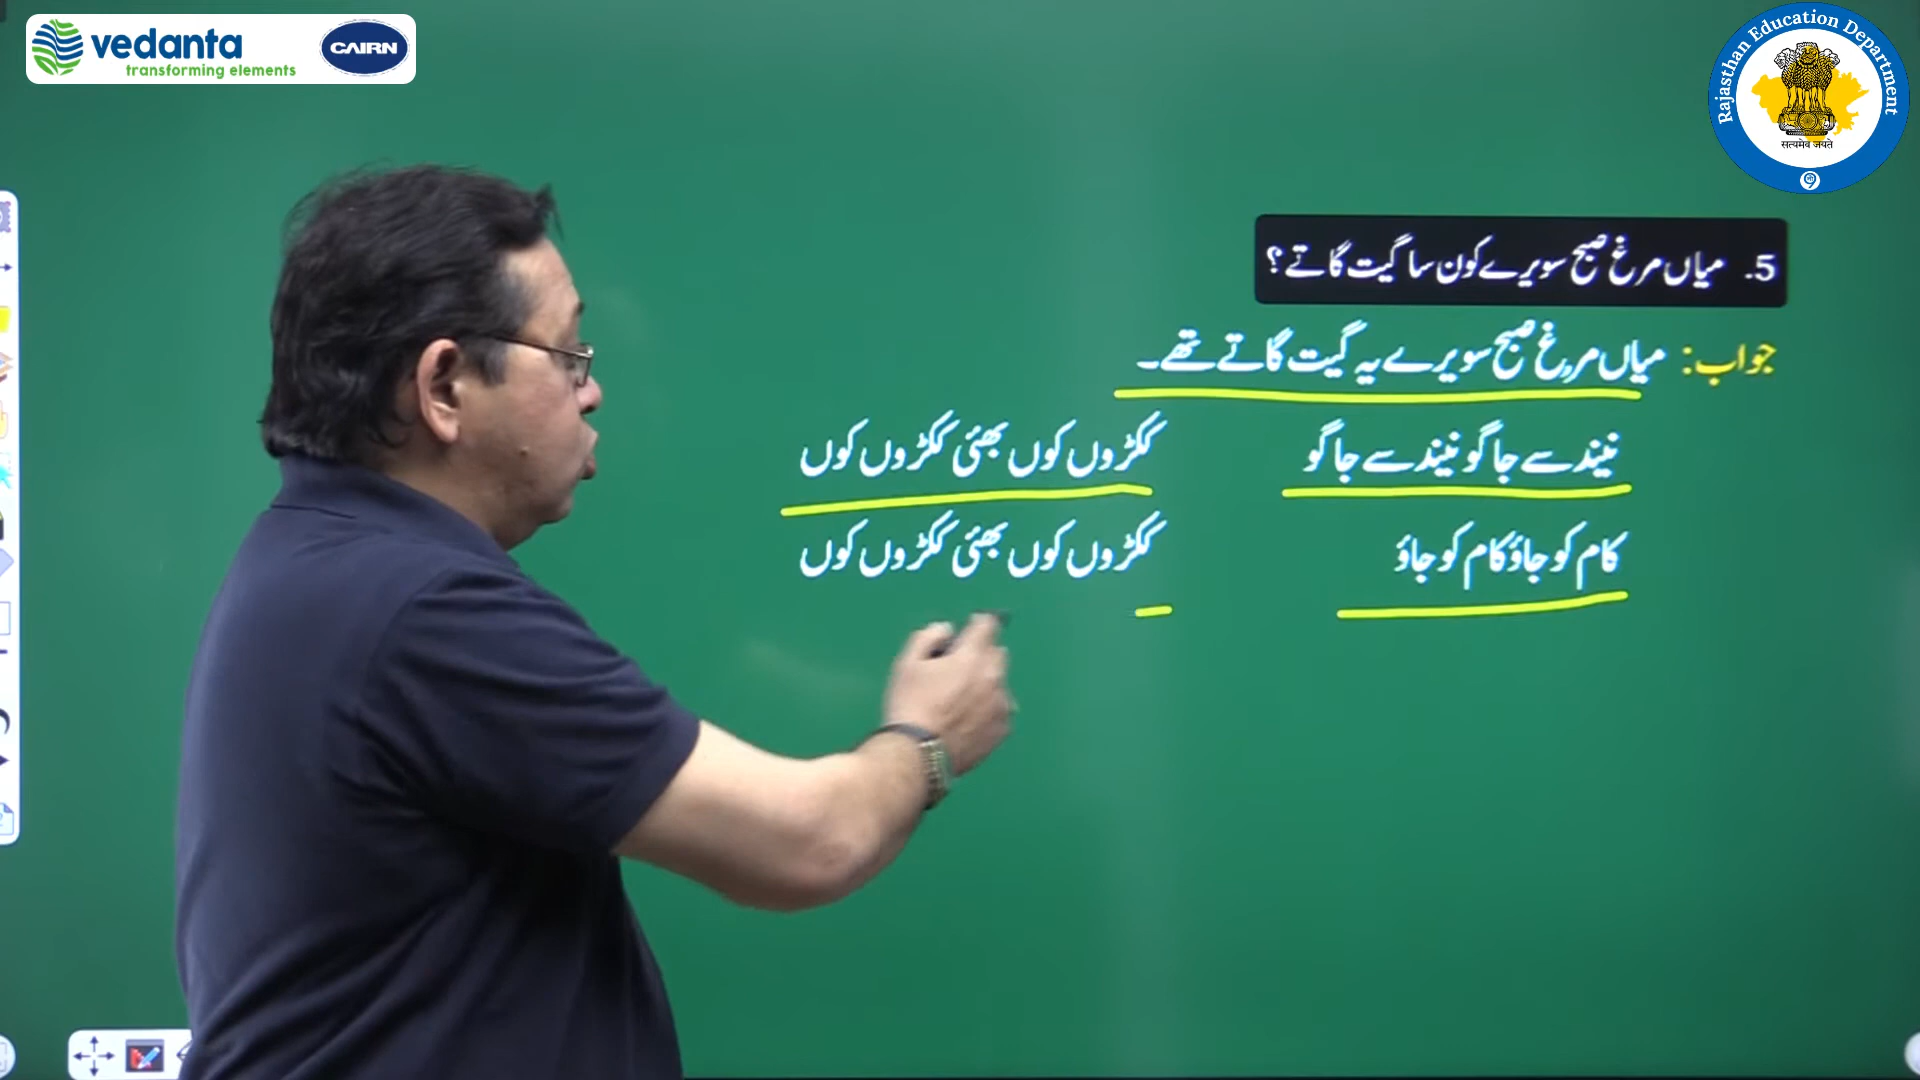 vedanta
transforming elements
CAIRN
Rajasthan Education Department
सत्यमेव जयते
5. میاں مرغ صبح سویرے کون سا گیت گاتے؟
جواب: میاں مرغ صبح سویرے یہ گیت گاتے تھے۔
نیند سے جاگو نیند سے جاگو ککڑوں کوں بھئی ککڑوں کوں
کام کو جاؤ کام کو جاؤ ککڑوں کوں بھئی ککڑوں کوں